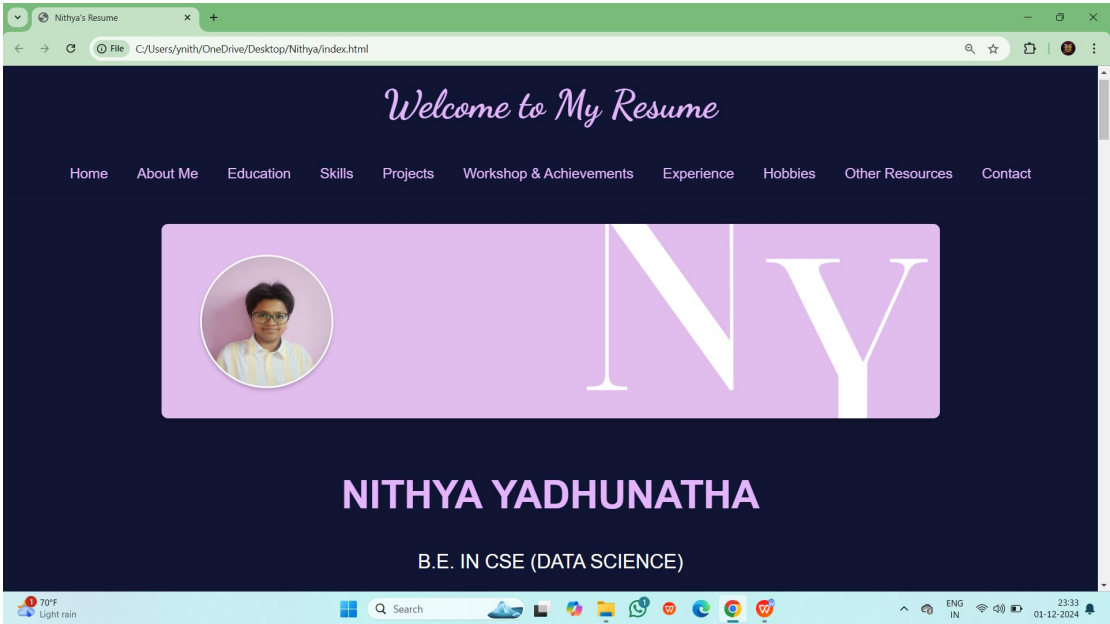 Nithya's Resume
File C:/Users/ynith/OneDrive/Desktop/Nithya/index.html
Welcome to My Resume
Home About Me Education Skills Projects Workshop & Achievements Experience Hobbies Other Resources Contact
N Y
NITHYA YADHUNATHA
B.E. IN CSE (DATA SCIENCE)
1 70°F
Light rain
Search
1
ENG
IN
23:33
01-12-2024